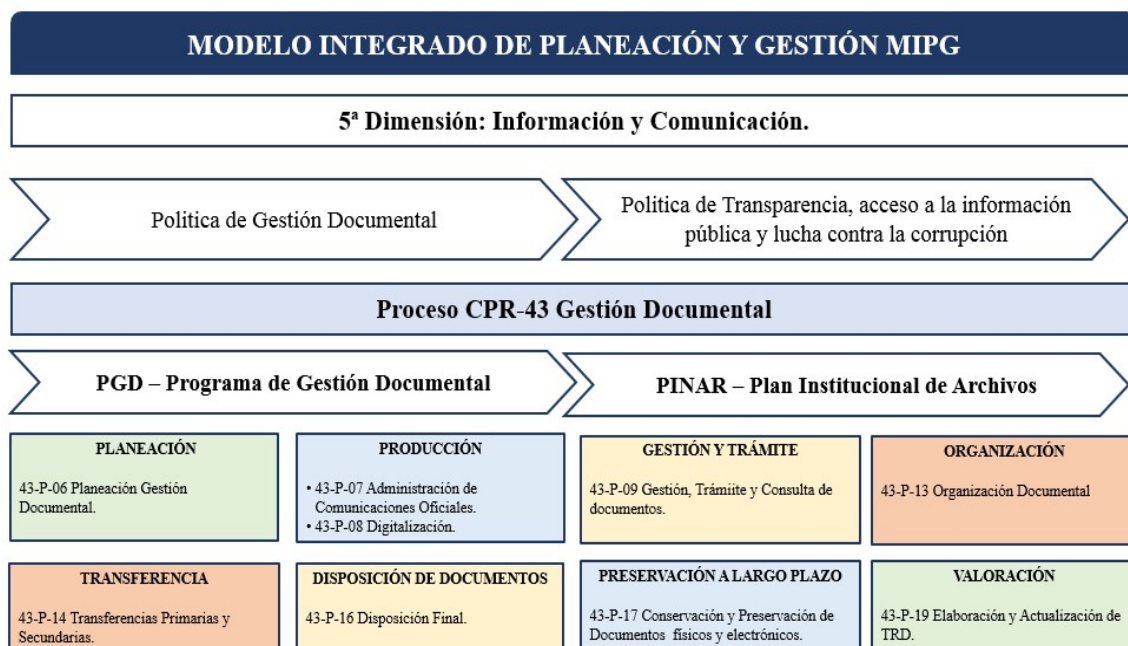 MODELO INTEGRADO DE PLANEACIÓN Y GESTIÓN MIPG
5ª Dimensión: Información y Comunicación.
Politica de Gestión Documental
Politica de Transparencia, acceso a la información
pública y lucha contra la corrupción
Proceso CPR-43 Gestión Documental
PGD – Programa de Gestión Documental
PINAR – Plan Institucional de Archivos
PLANEACIÓN
43-P-06 Planeación Gestión
Documental.
PRODUCCIÓN
• 43-P-07 Administración de
Comunicaciones Oficiales.
• 43-P-08 Digitalización.
GESTIÓN Y TRÁMITE
43-P-09 Gestión, Trámiite y Consulta de
documentos.
ORGANIZACIÓN
43-P-13 Organización Documental
TRANSFERENCIA
43-P-14 Transferencias Primarias y
Secundarias.
DISPOSICIÓN DE DOCUMENTOS
43-P-16 Disposición Final.
PRESERVACIÓN A LARGO PLAZO
43-P-17 Conservación y Preservación de
Documentos físicos y electrónicos.
VALORACIÓN
43-P-19 Elaboración y Actualización de
TRD.